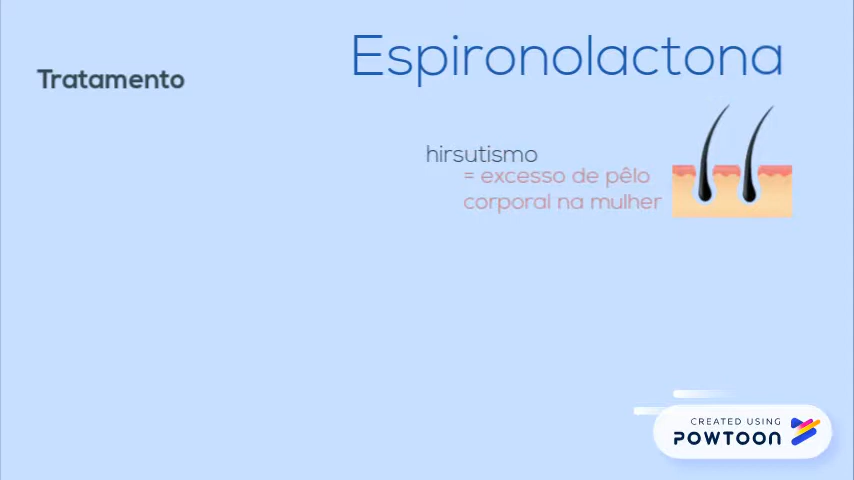 Espironolactona
Tratamento
hirsutismo
= excesso de pêlo
corporal na mulher
CREATED USING
POWTOON